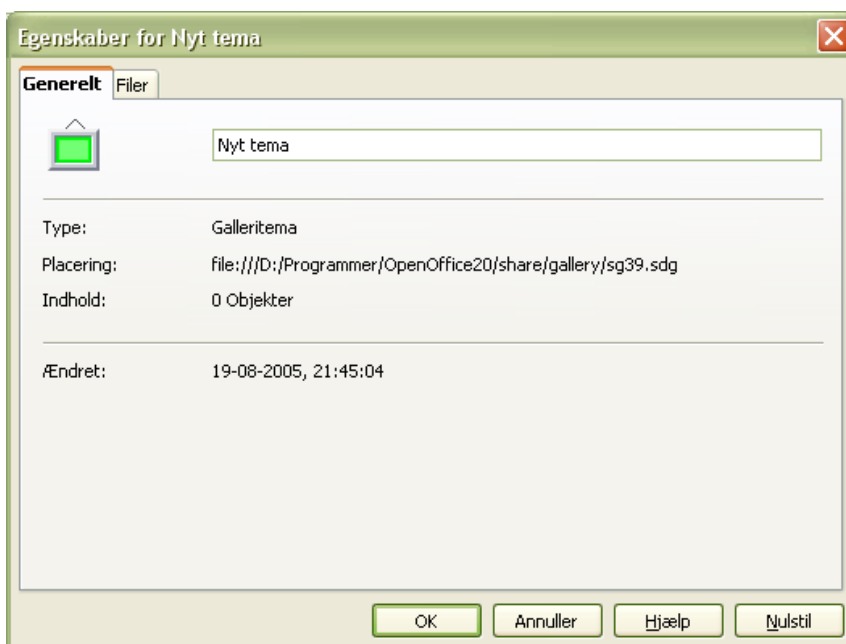 Egenskaber for Nyt tema
Generelt Filer
Nyt tema
Type: Galleritema
Placering: file:///D:/Programmer/OpenOffice20/share/gallery/sg39.sdg
Indhold: 0 Objekter
Ændret: 19-08-2005, 21:45:04
OK Annuller Hjælp Nulstil